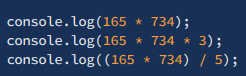 console.log(165 * 734);
console.log(165 * 734 * 3);
console.log((165 * 734) / 5);